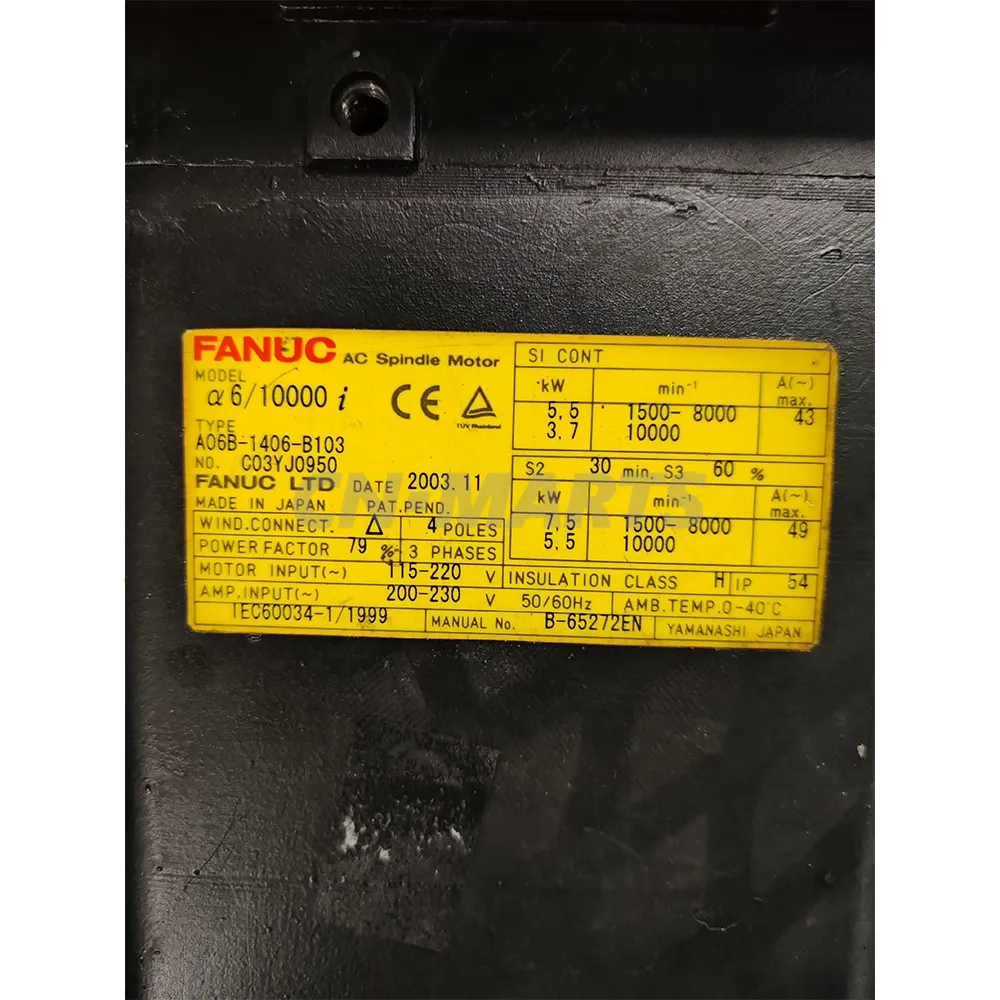 FANUC AC Spindle Motor
MODEL
α6/10000 i
CE TÜV Rheinland
TYPE
A06B-1406-B103
NO. C03YJ0950
FANUC LTD DATE 2003.11
MADE IN JAPAN PAT.PEND.
WIND.CONNECT. △ 4 POLES
POWER FACTOR 79 % 3 PHASES
MOTOR INPUT(~) 115-220 V
AMP.INPUT(~) 200-230 V 50/60Hz
IEC60034-1/1999
SI CONT
kW min-1 A(~) max.
5.5 1500-8000 43
3.7 10000
S2 30 min, S3 60 %
kW min-1 A(~) max.
7.5 1500-8000 49
5.5 10000
INSULATION CLASS H IP 54
AMB.TEMP.0-40°C
MANUAL No. B-65272EN YAMANASHI JAPAN
CN-MARTS